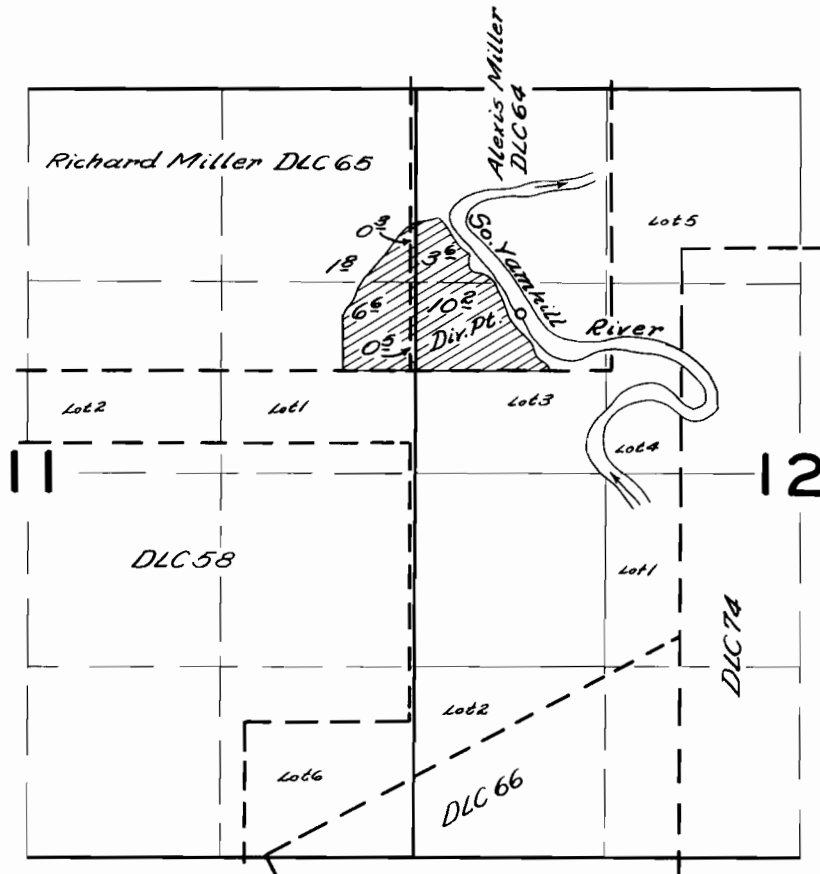 Alexis Miller
DLC 64
Richard Miller DLC 65
Lot 5
0 3
1 8
3 6
So. Yamhill
River
6 6
10 2
Div. Pt.
0 5
Lot 2
Lot 1
Lot 3
Lot 4
11
12
DLC 58
Lot 1
DLC 74
Lot 2
Lot 6
DLC 66